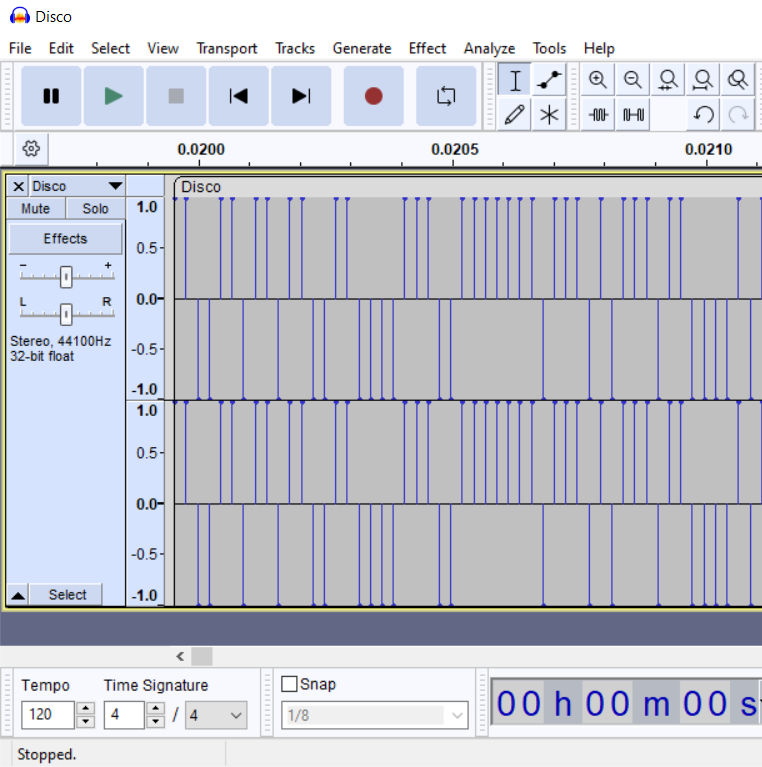 Disco
File Edit Select View Transport Tracks Generate Effect Analyze Tools Help
0.0200 0.0205 0.0210
Disco
Disco
Mute Solo
Effects
- +
L R
Stereo, 44100Hz
32-bit float
1.0
0.5-
0.0-
-0.5-
-1.0
1.0
0.5-
0.0-
-0.5-
-1.0
Select
Tempo
120
Time Signature
4 / 4
Snap
1/8
00 h 00 m 00 s
Stopped.